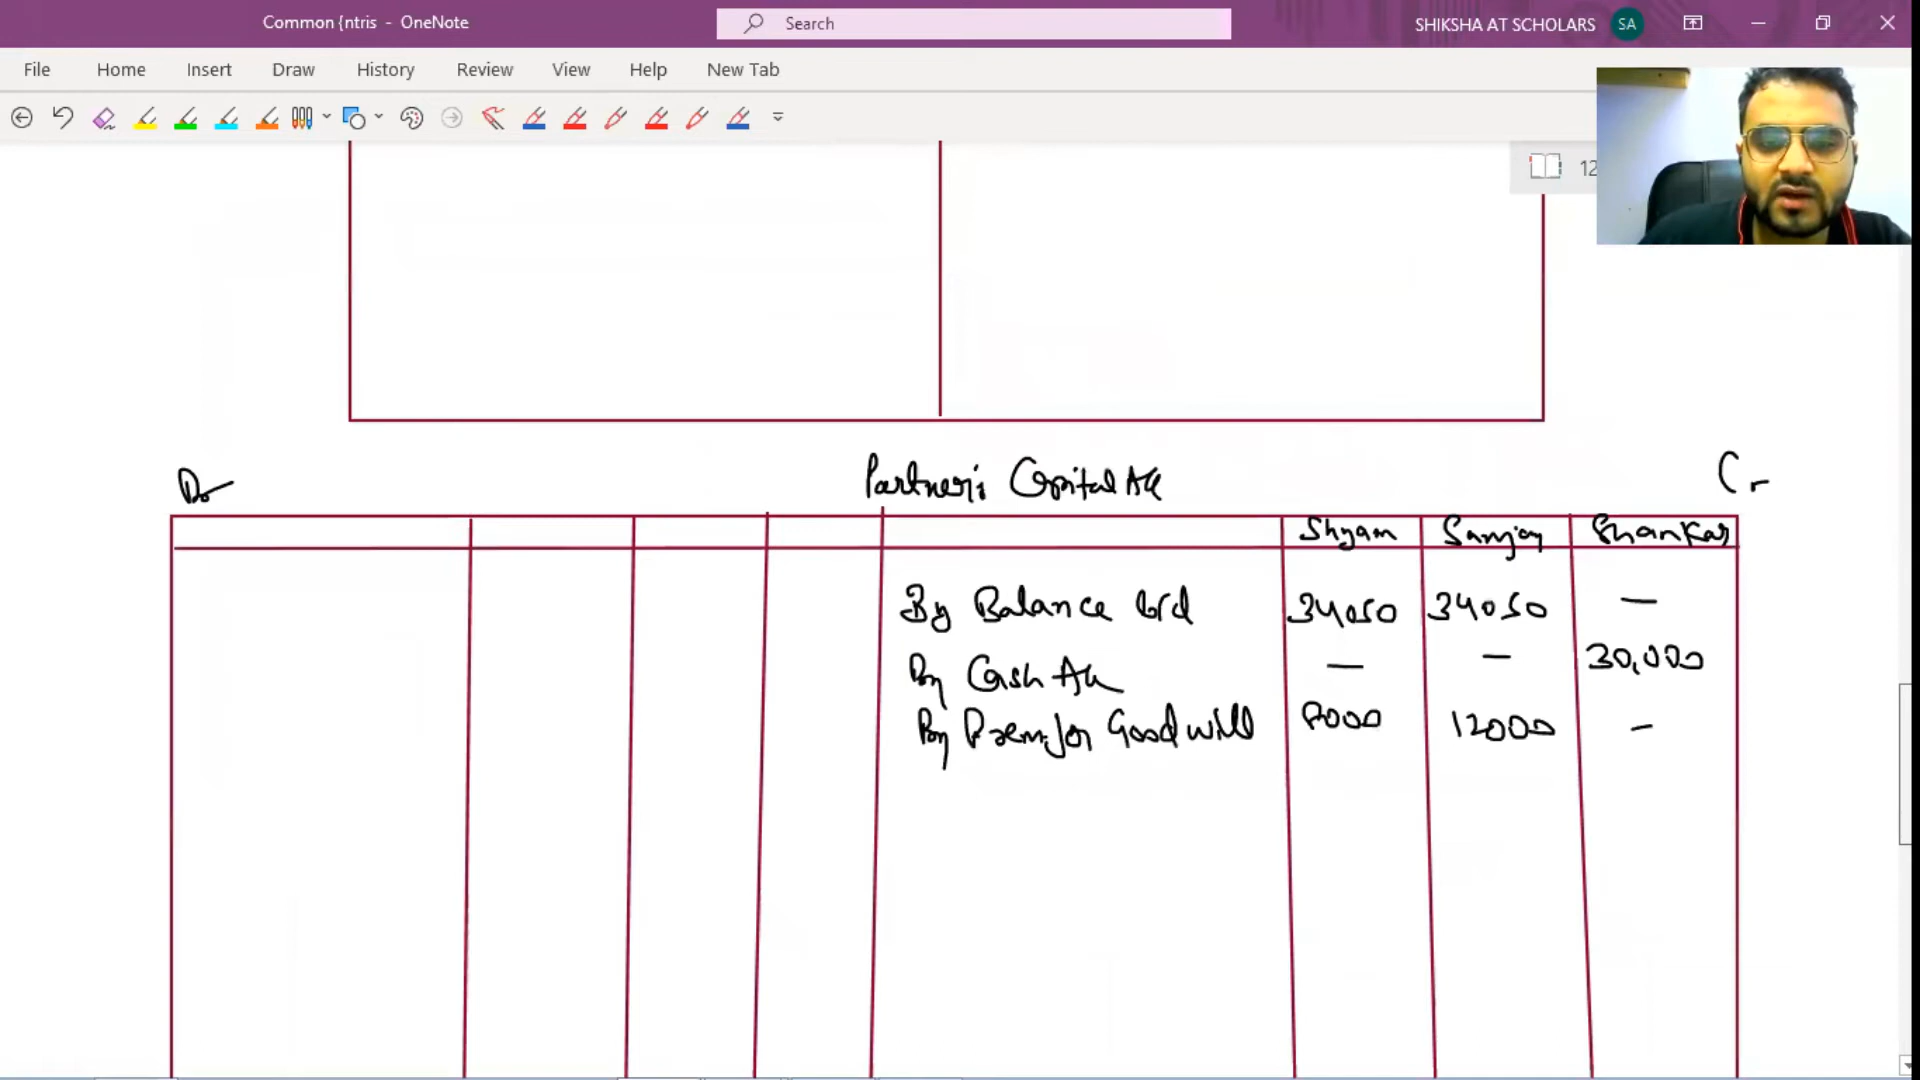 Common {ntris - OneNote
Search
SHIKSHA AT SCHOLARS SA
File Home Insert Draw History Review View Help New Tab
12
Dr Partner's Capital A/c Cr
Shyam Sanjay Shankar
By Balance b/d 34050 34050 —
By Cash A/c — — 30,000
By Prem. for Goodwill 8000 12000 -